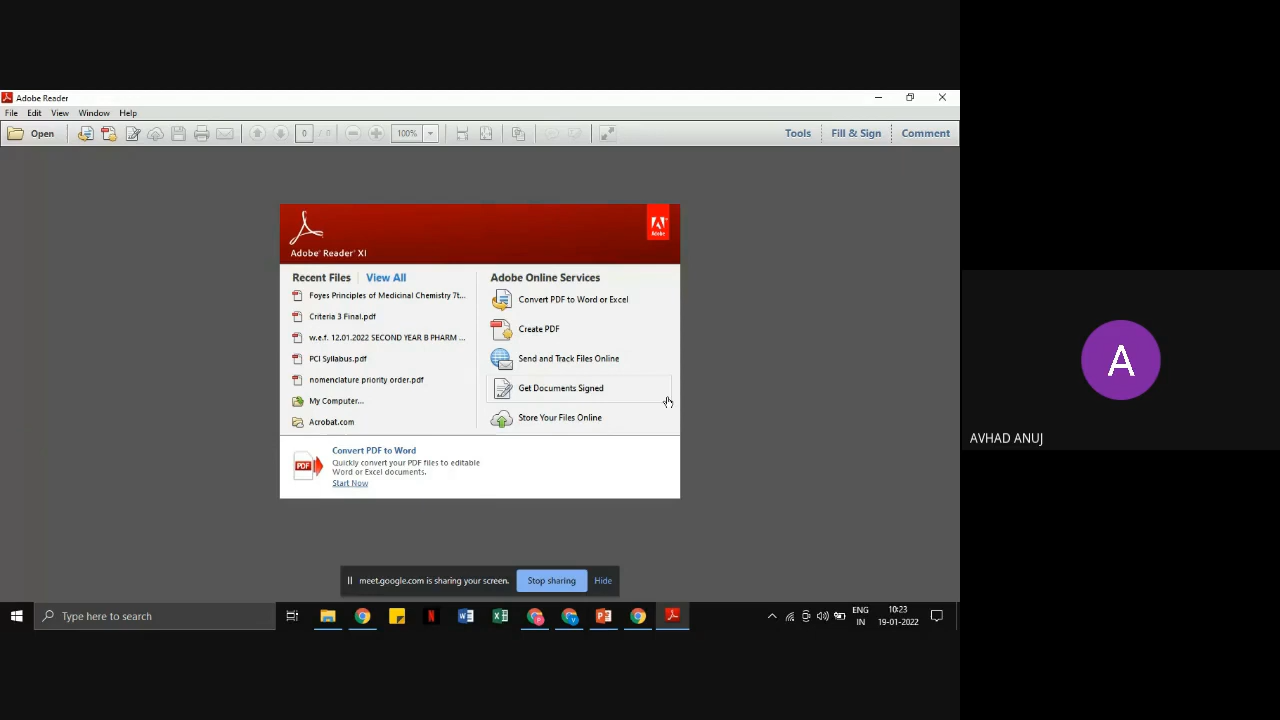 Adobe Reader
File Edit View Window Help
Open 0 / 0 100% Tools Fill & Sign Comment
Adobe
Adobe® Reader® XI
Recent Files View All
Foyes Principles of Medicinal Chemistry 7t...
Criteria 3 Final.pdf
w.e.f. 12.01.2022 SECOND YEAR B PHARM ...
PCI Syllabus.pdf
nomenclature priority order.pdf
My Computer...
Acrobat.com
Adobe Online Services
Convert PDF to Word or Excel
Create PDF
Send and Track Files Online
Get Documents Signed
Store Your Files Online
PDF
Convert PDF to Word
Quickly convert your PDF files to editable
Word or Excel documents.
Start Now
A
AVHAD ANUJ
meet.google.com is sharing your screen. Stop sharing Hide
Type here to search
ENG
IN
10:23
19-01-2022